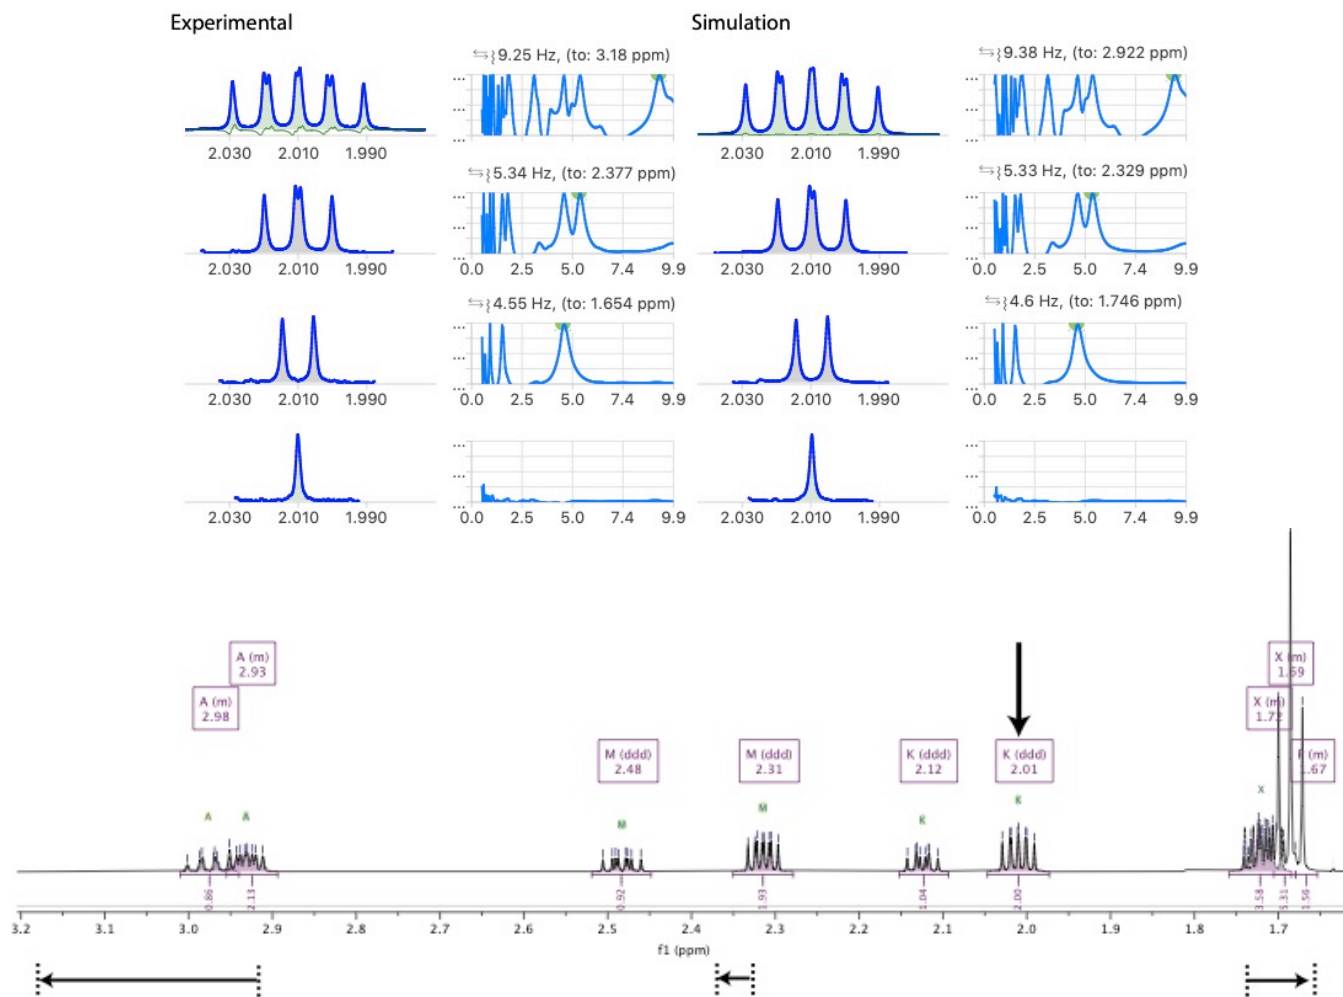 Experimental
Simulation
9.25 Hz, (to: 3.18 ppm)
9.38 Hz, (to: 2.922 ppm)
2.030 2.010 1.990
2.030 2.010 1.990
5.34 Hz, (to: 2.377 ppm)
5.33 Hz, (to: 2.329 ppm)
2.030 2.010 1.990
0.0 2.5 5.0 7.4 9.9
2.030 2.010 1.990
0.0 2.5 5.0 7.4 9.9
4.55 Hz, (to: 1.654 ppm)
4.6 Hz, (to: 1.746 ppm)
2.030 2.010 1.990
0.0 2.5 5.0 7.4 9.9
2.030 2.010 1.990
0.0 2.5 5.0 7.4 9.9
2.030 2.010 1.990
0.0 2.5 5.0 7.4 9.9
2.030 2.010 1.990
0.0 2.5 5.0 7.4 9.9
A (m)
2.93
A (m)
2.98
X (m)
1.69
X (m)
1.72
M (ddd)
2.48
M (ddd)
2.31
K (ddd)
2.12
K (ddd)
2.01
(m)
1.67
A A M M K K X
0.86 2.13 0.92 1.93 1.04 2.00 3.58 5.31 1.56
3.2 3.1 3.0 2.9 2.8 2.7 2.6 2.5 2.4 2.3 2.2 2.1 2.0 1.9 1.8 1.7
f1 (ppm)